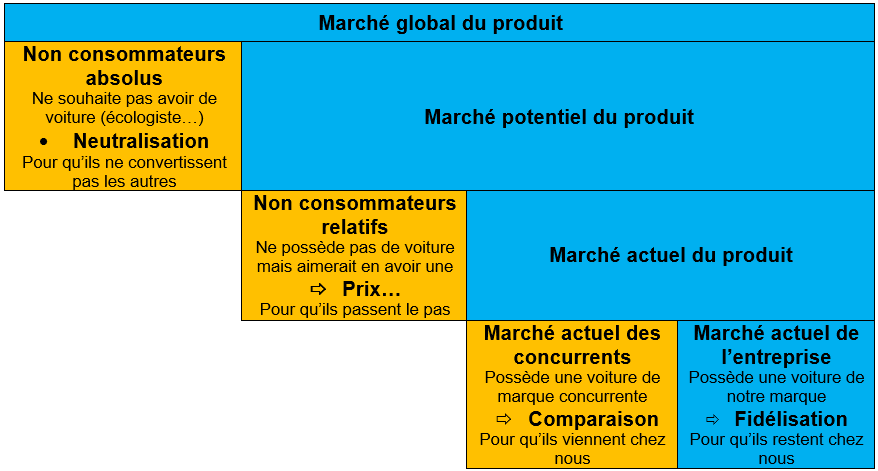 Marché global du produit
Non consommateurs
absolus
Ne souhaite pas avoir de
voiture (écologiste…)
• Neutralisation
Pour qu’ils ne convertissent
pas les autres
Marché potentiel du produit
Non consommateurs
relatifs
Ne possède pas de voiture
mais aimerait en avoir une
⇨ Prix…
Pour qu’ils passent le pas
Marché actuel du produit
Marché actuel des
concurrents
Possède une voiture de
marque concurrente
⇨ Comparaison
Pour qu’ils viennent chez
nous
Marché actuel de
l’entreprise
Possède une voiture de
notre marque
⇨ Fidélisation
Pour qu’ils restent chez
nous